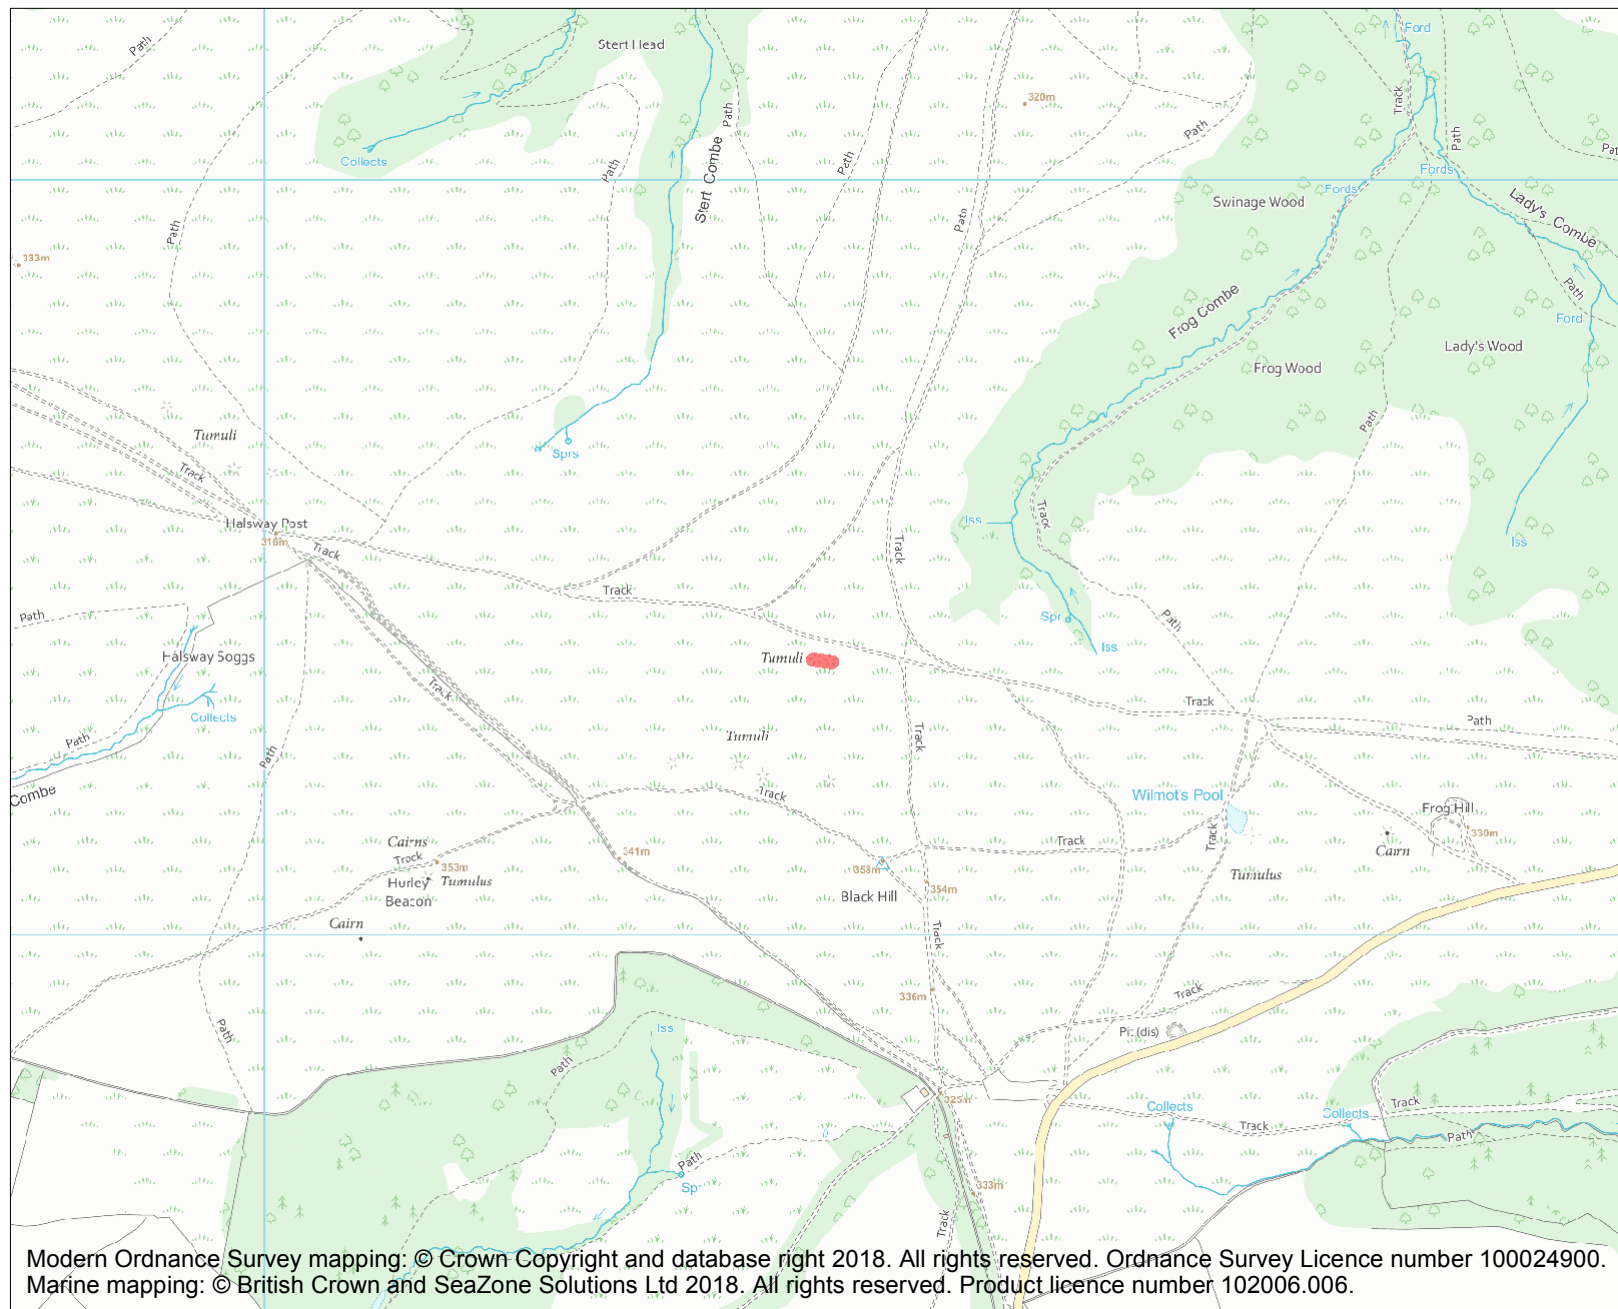 Path
Stert Head
Ford
320m
Track
Path
Path
Path
Collects
Path
Path
Stert Combe
Path
Fords
Fords
Swinage Wood
Lady's Combe
Path
Path
333m
Path
Ford
Frog Combe
Lady's Wood
Frog Wood
Tumuli
Path
Sprs
Track
Halsway Post
316m
Track
Iss
Track
Iss
Track
Track
Path
Path
Spr
Iss
Halsway Soggs
Tumuli
Track
Collects
Track
Path
Path
Path
Tumuli
Track
Combe
Track
Wilmot's Pool
Frog Hill
330m
Track
Track
Cairns
Track
353m
341m
Cairn
Hurley
Beacon
Tumulus
358m
Black Hill
354m
Tumulus
Cairn
Track
336m
Track
Path
Iss
Pit (dis)
Path
325m
Collects
Collects
Track
Track
Path
Path
Spr
333m
Track
Modern Ordnance Survey mapping: © Crown Copyright and database right 2018. All rights reserved. Ordnance Survey Licence number 100024900.
Marine mapping: © British Crown and SeaZone Solutions Ltd 2018. All rights reserved. Product licence number 102006.006.